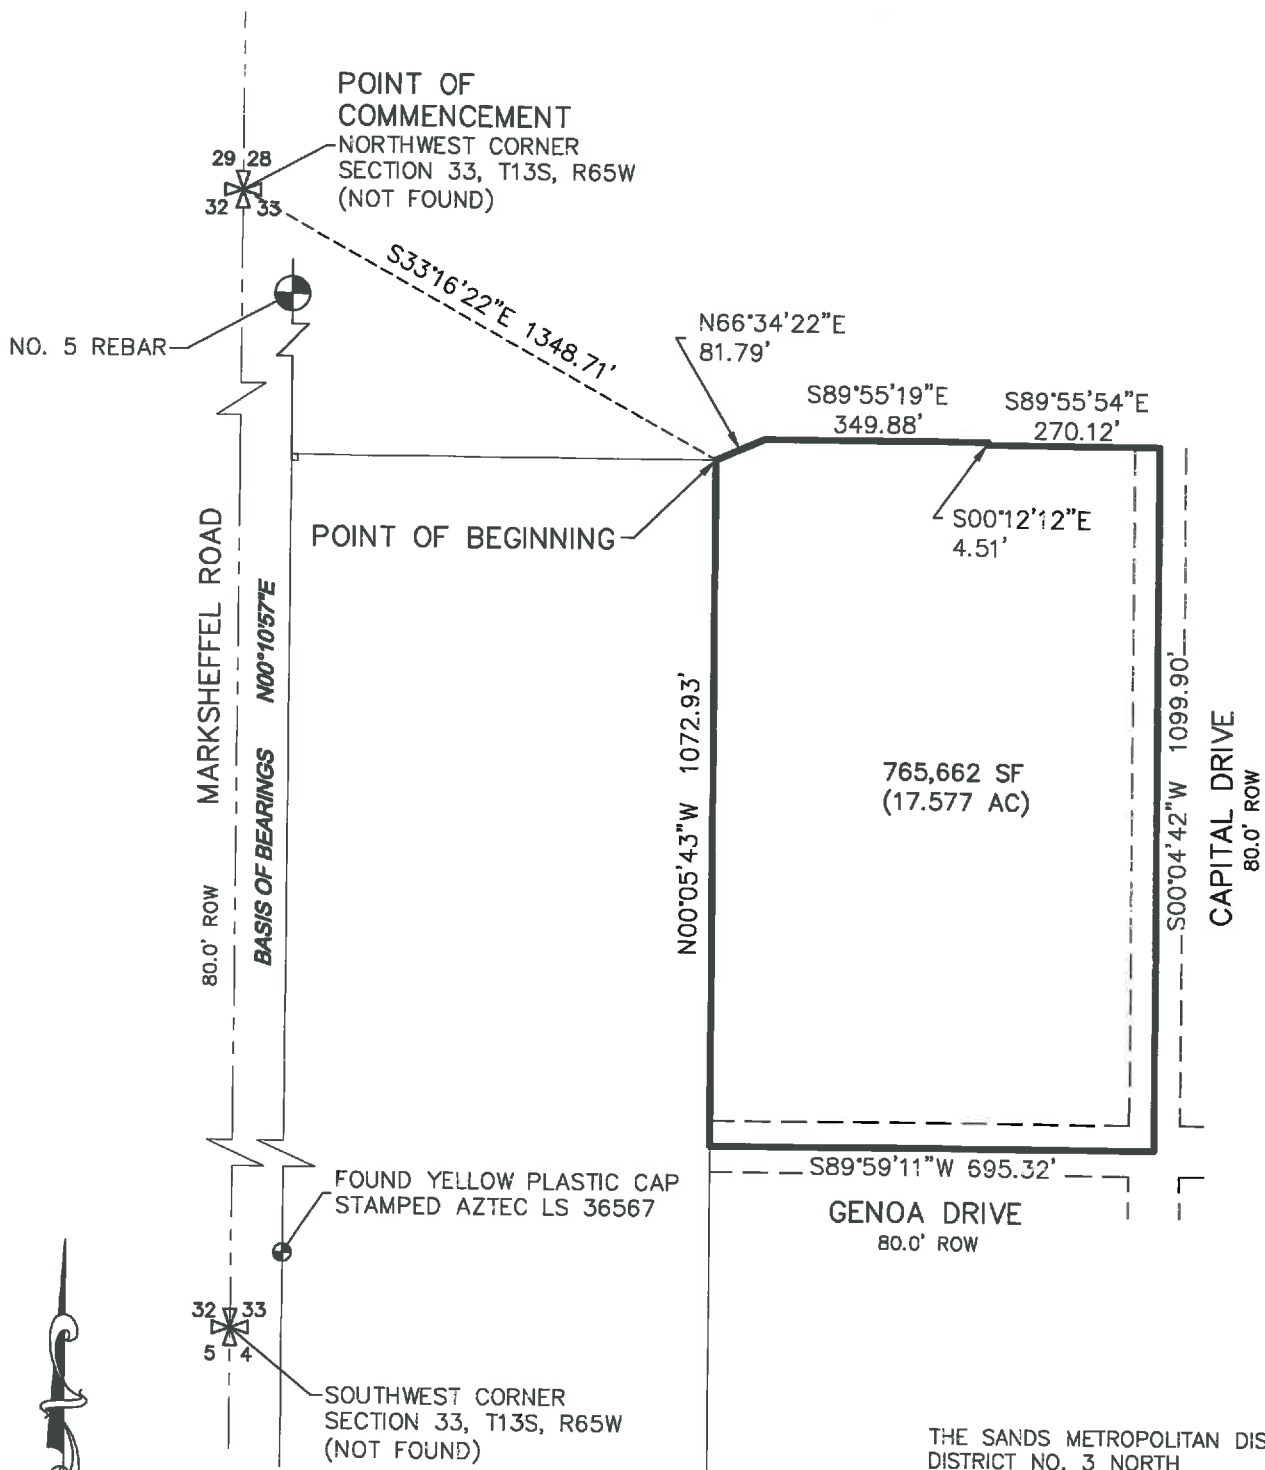 POINT OF
COMMENCEMENT
NORTHWEST CORNER
SECTION 33, T13S, R65W
(NOT FOUND)
29 28
32 33
S33°16'22"E 1348.71'
NO. 5 REBAR
N66°34'22"E
81.79'
S89°55'19"E
349.88'
S89°55'54"E
270.12'
S00°12'12"E
4.51'
POINT OF BEGINNING
MARKSHEFFEL ROAD
80.0' ROW
BASIS OF BEARINGS N00°10'57"E
N00°05'43"W 1072.93'
765,662 SF
(17.577 AC)
S00°04'42"W 1099.90'
CAPITAL DRIVE
80.0' ROW
S89°59'11"W 695.32'
GENOA DRIVE
80.0' ROW
FOUND YELLOW PLASTIC CAP
STAMPED AZTEC LS 36567
32 33
5 4
SOUTHWEST CORNER
SECTION 33, T13S, R65W
(NOT FOUND)
THE SANDS METROPOLITAN DIS
DISTRICT NO. 3 NORTH